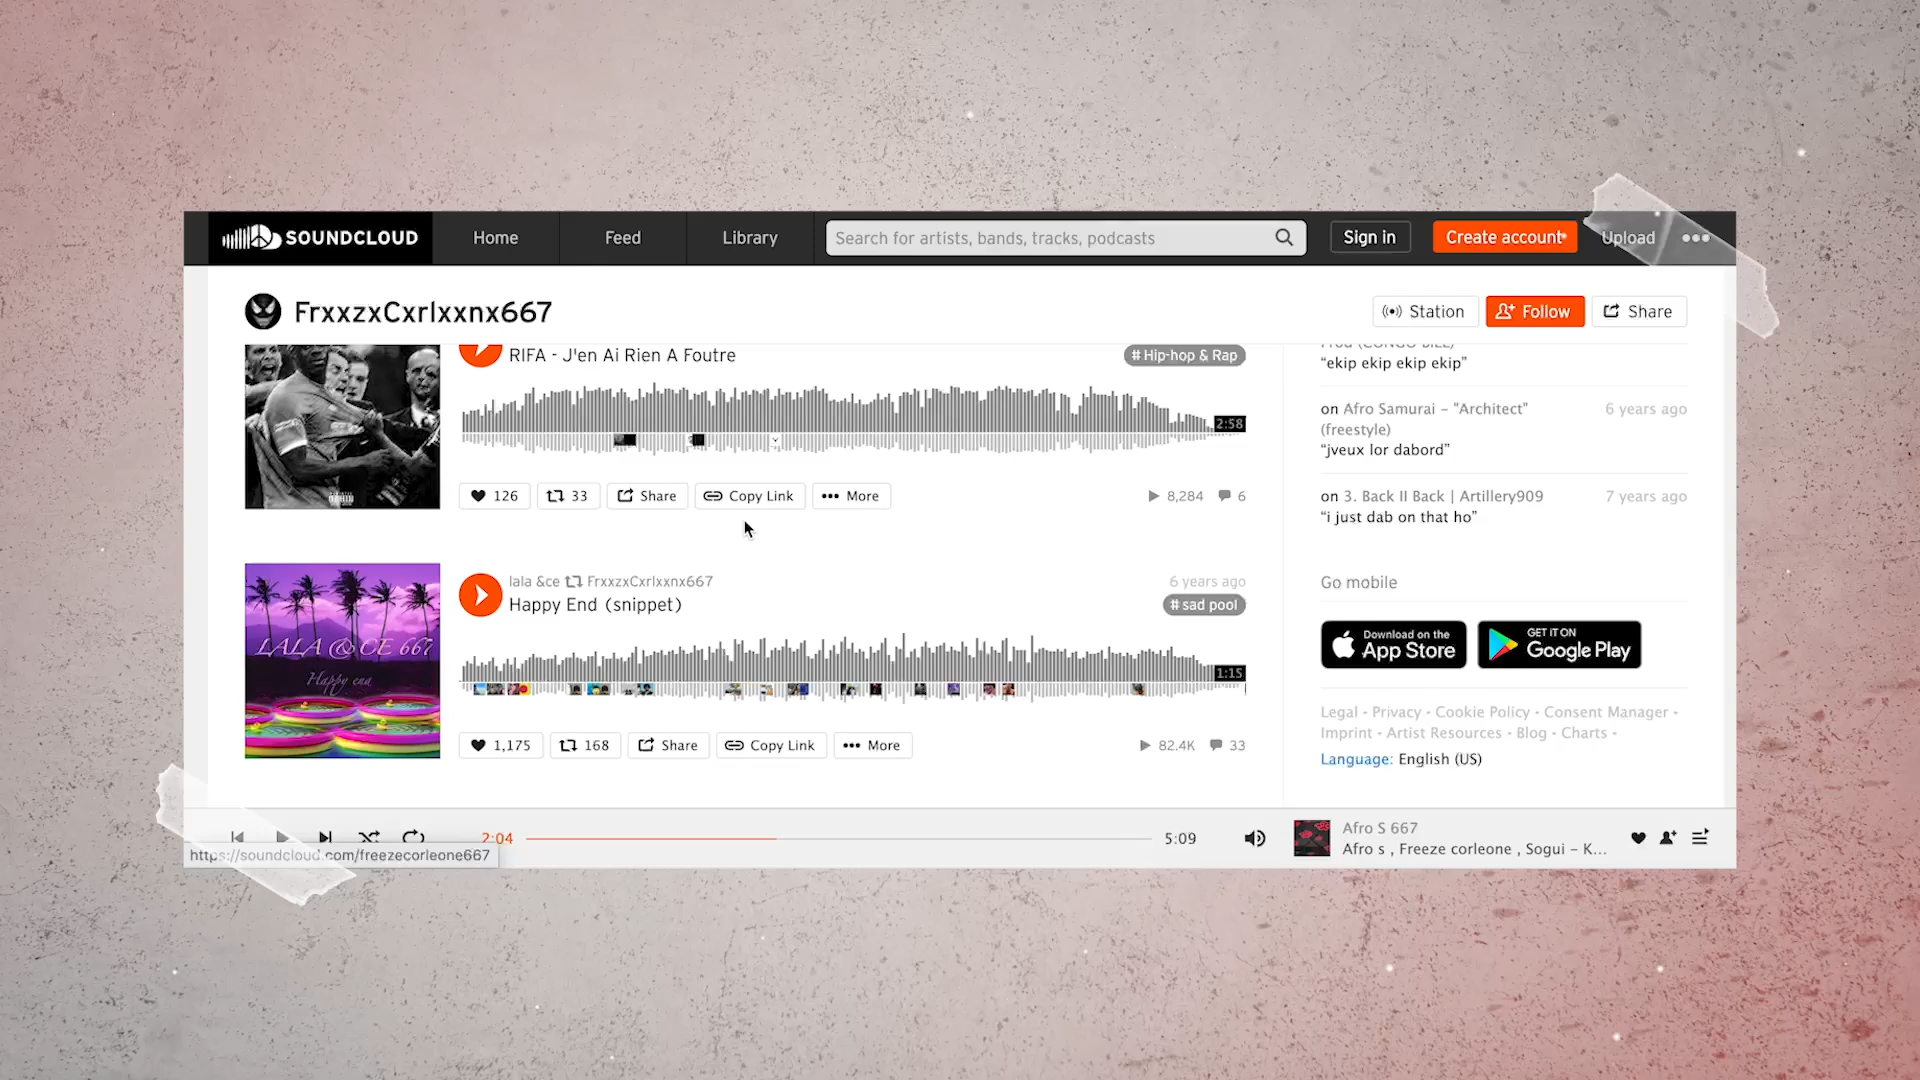 SOUNDCLOUD
Home
Feed
Library
Search for artists, bands, tracks, podcasts
Sign in
Create account
Upload
FrxxzxCxrlxxnx667
Station
Follow
Share
RIFA - J'en Ai Rien A Foutre
# Hip-hop & Rap
2:58
126
33
Share
Copy Link
More
8,284
6
LALA @ CE 667
Happy end
lala &ce FrxxzxCxrlxxnx667
6 years ago
Happy End (snippet)
# sad pool
1:15
1,175
168
Share
Copy Link
More
82.4K
33
“ekip ekip ekip ekip”
on Afro Samurai – "Architect"
6 years ago
(freestyle)
“jveux lor dabord”
on 3. Back II Back | Artillery909
7 years ago
“i just dab on that ho”
Go mobile
Download on the
App Store
GET IT ON
Google Play
Legal - Privacy - Cookie Policy - Consent Manager -
Imprint - Artist Resources - Blog - Charts -
Language: English (US)
2:04
5:09
Afro S 667
Afro s , Freeze corleone , Sogui – K...
https://soundcloud.com/freezecorleone667